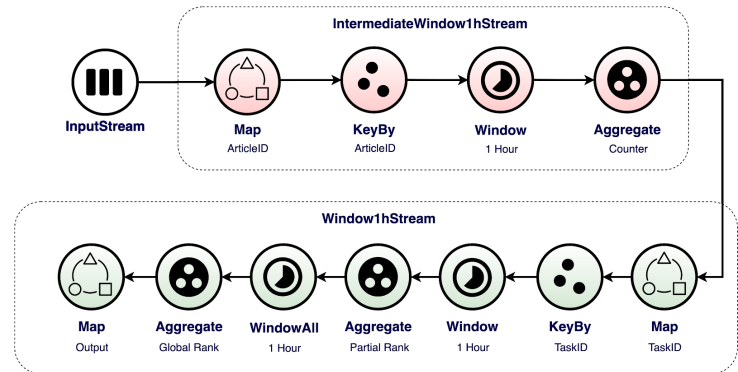 IntermediateWindow1hStream
InputStream
Map
ArticleID
KeyBy
ArticleID
Window
1 Hour
Aggregate
Counter
Window1hStream
Map
Output
Aggregate
Global Rank
WindowAll
1 Hour
Aggregate
Partial Rank
Window
1 Hour
KeyBy
TaskID
Map
TaskID